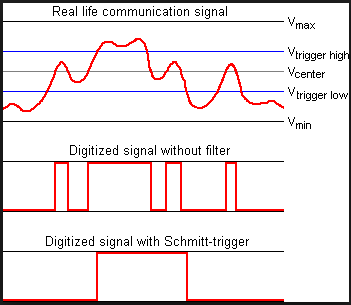 Real life communication signal
Vmax
Vtrigger high
Vcenter
Vtrigger low
Vmin
Digitized signal without filter
Digitized signal with Schmitt-trigger